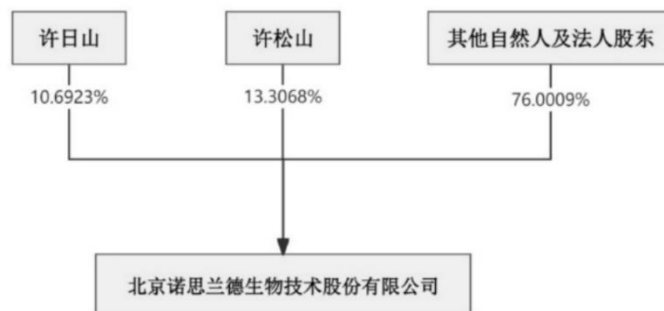 许日山
许松山
其他自然人及法人股东
10.6923%
13.3068%
76.0009%
北京诺思兰德生物技术股份有限公司